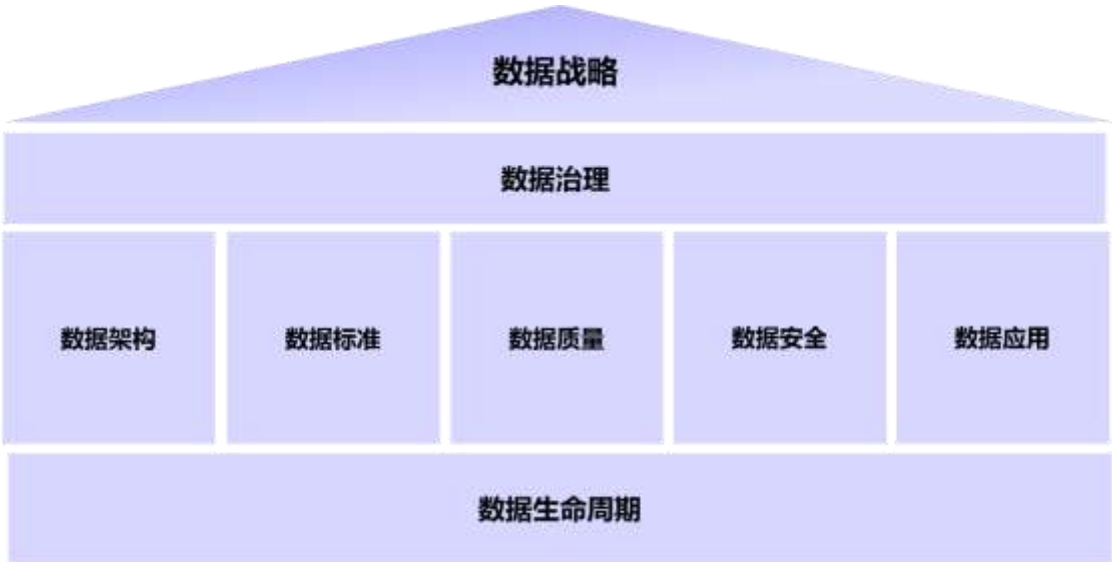 数据战略
数据治理
数据架构
数据标准
数据质量
数据安全
数据应用
数据生命周期